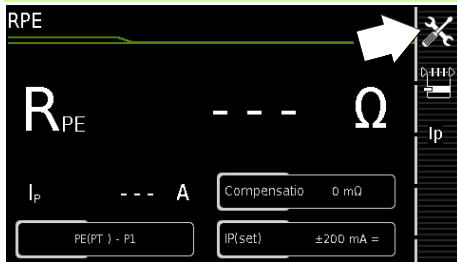 RPE
RPE --- Ω
Ip
IP --- A
Compensatio 0 mΩ
PE(PT ) - P1
IP(set) ±200 mA =